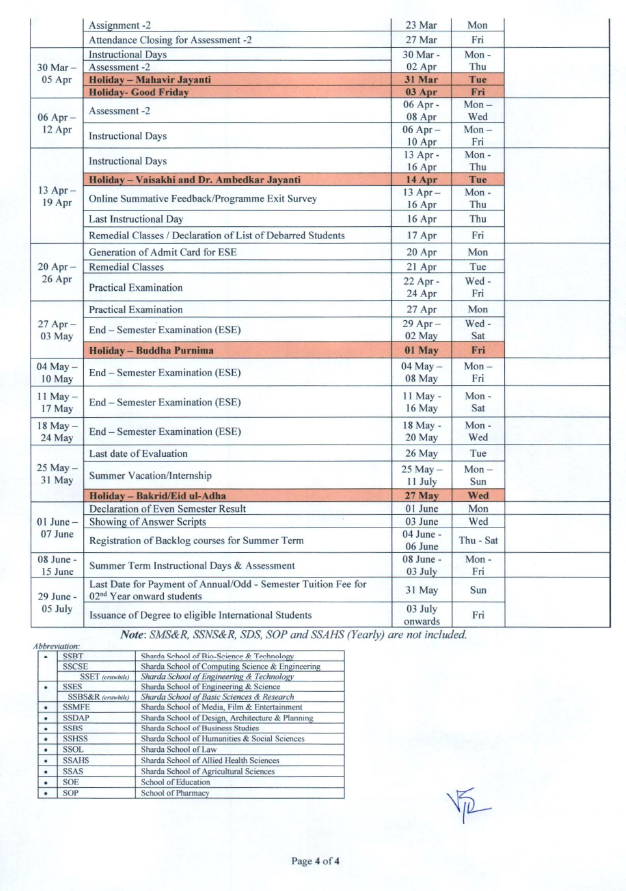 Assignment -2 23 Mar Mon
Attendance Closing for Assessment -2 27 Mar Fri
30 Mar – 05 Apr
Instructional Days 30 Mar - 02 Apr Mon - Thu
Assessment -2
Holiday – Mahavir Jayanti 31 Mar Tue
Holiday- Good Friday 03 Apr Fri
06 Apr – 12 Apr
Assessment -2 06 Apr - 08 Apr Mon – Wed
Instructional Days 06 Apr – 10 Apr Mon – Fri
13 Apr – 19 Apr
Instructional Days 13 Apr - 16 Apr Mon - Thu
Holiday – Vaisakhi and Dr. Ambedkar Jayanti 14 Apr Tue
Online Summative Feedback/Programme Exit Survey 13 Apr – 16 Apr Mon - Thu
Last Instructional Day 16 Apr Thu
Remedial Classes / Declaration of List of Debarred Students 17 Apr Fri
20 Apr – 26 Apr
Generation of Admit Card for ESE 20 Apr Mon
Remedial Classes 21 Apr Tue
Practical Examination 22 Apr - 24 Apr Wed - Fri
27 Apr – 03 May
Practical Examination 27 Apr Mon
End – Semester Examination (ESE) 29 Apr – 02 May Wed - Sat
Holiday – Buddha Purnima 01 May Fri
04 May – 10 May
End – Semester Examination (ESE) 04 May – 08 May Mon – Fri
11 May – 17 May
End – Semester Examination (ESE) 11 May - 16 May Mon - Sat
18 May – 24 May
End – Semester Examination (ESE) 18 May - 20 May Mon - Wed
25 May – 31 May
Last date of Evaluation 26 May Tue
Summer Vacation/Internship 25 May – 11 July Mon – Sun
Holiday – Bakrid/Eid ul-Adha 27 May Wed
01 June – 07 June
Declaration of Even Semester Result 01 June Mon
Showing of Answer Scripts 03 June Wed
Registration of Backlog courses for Summer Term 04 June - 06 June Thu - Sat
08 June - 15 June
Summer Term Instructional Days & Assessment 08 June - 03 July Mon - Fri
29 June - 05 July
Last Date for Payment of Annual/Odd - Semester Tuition Fee for
02nd Year onward students 31 May Sun
Issuance of Degree to eligible International Students 03 July onwards Fri
Note: SMS&R, SSNS&R, SDS, SOP and SSAHS (Yearly) are not included.
Abbreviation:
• SSBT Sharda School of Bio-Science & Technology
SSCSE Sharda School of Computing Science & Engineering
SSET (erstwhile) Sharda School of Engineering & Technology
• SSES Sharda School of Engineering & Science
SSBS&R (erstwhile) Sharda School of Basic Sciences & Research
• SSMFE Sharda School of Media, Film & Entertainment
• SSDAP Sharda School of Design, Architecture & Planning
• SSBS Sharda School of Business Studies
• SSHSS Sharda School of Humanities & Social Sciences
• SSOL Sharda School of Law
• SSAHS Sharda School of Allied Health Sciences
• SSAS Sharda School of Agricultural Sciences
• SOE School of Education
• SOP School of Pharmacy
Page 4 of 4